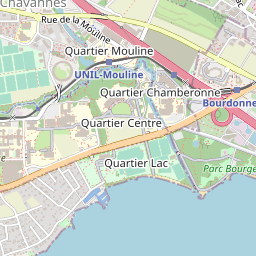 Chavannes
Rue de la Mouline
Quartier Mouline
UNIL-Mouline
Quartier Chamberonne
Bourdonne
Quartier Centre
Quartier Lac
Parc Bourge